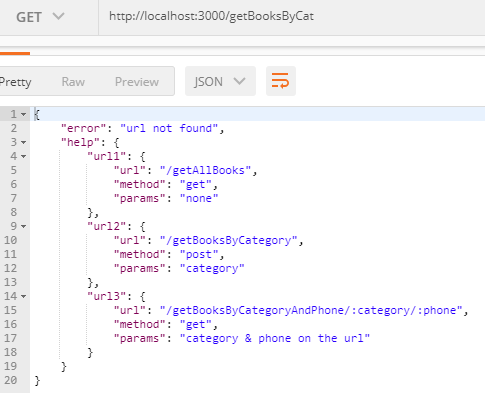 GET http://localhost:3000/getBooksByCat
Pretty Raw Preview JSON
1 {
2 "error": "url not found",
3 "help": {
4 "url1": {
5 "url": "/getAllBooks",
6 "method": "get",
7 "params": "none"
8 },
9 "url2": {
10 "url": "/getBooksByCategory",
11 "method": "post",
12 "params": "category"
13 },
14 "url3": {
15 "url": "/getBooksByCategoryAndPhone/:category/:phone",
16 "method": "get",
17 "params": "category & phone on the url"
18 }
19 }
20 }